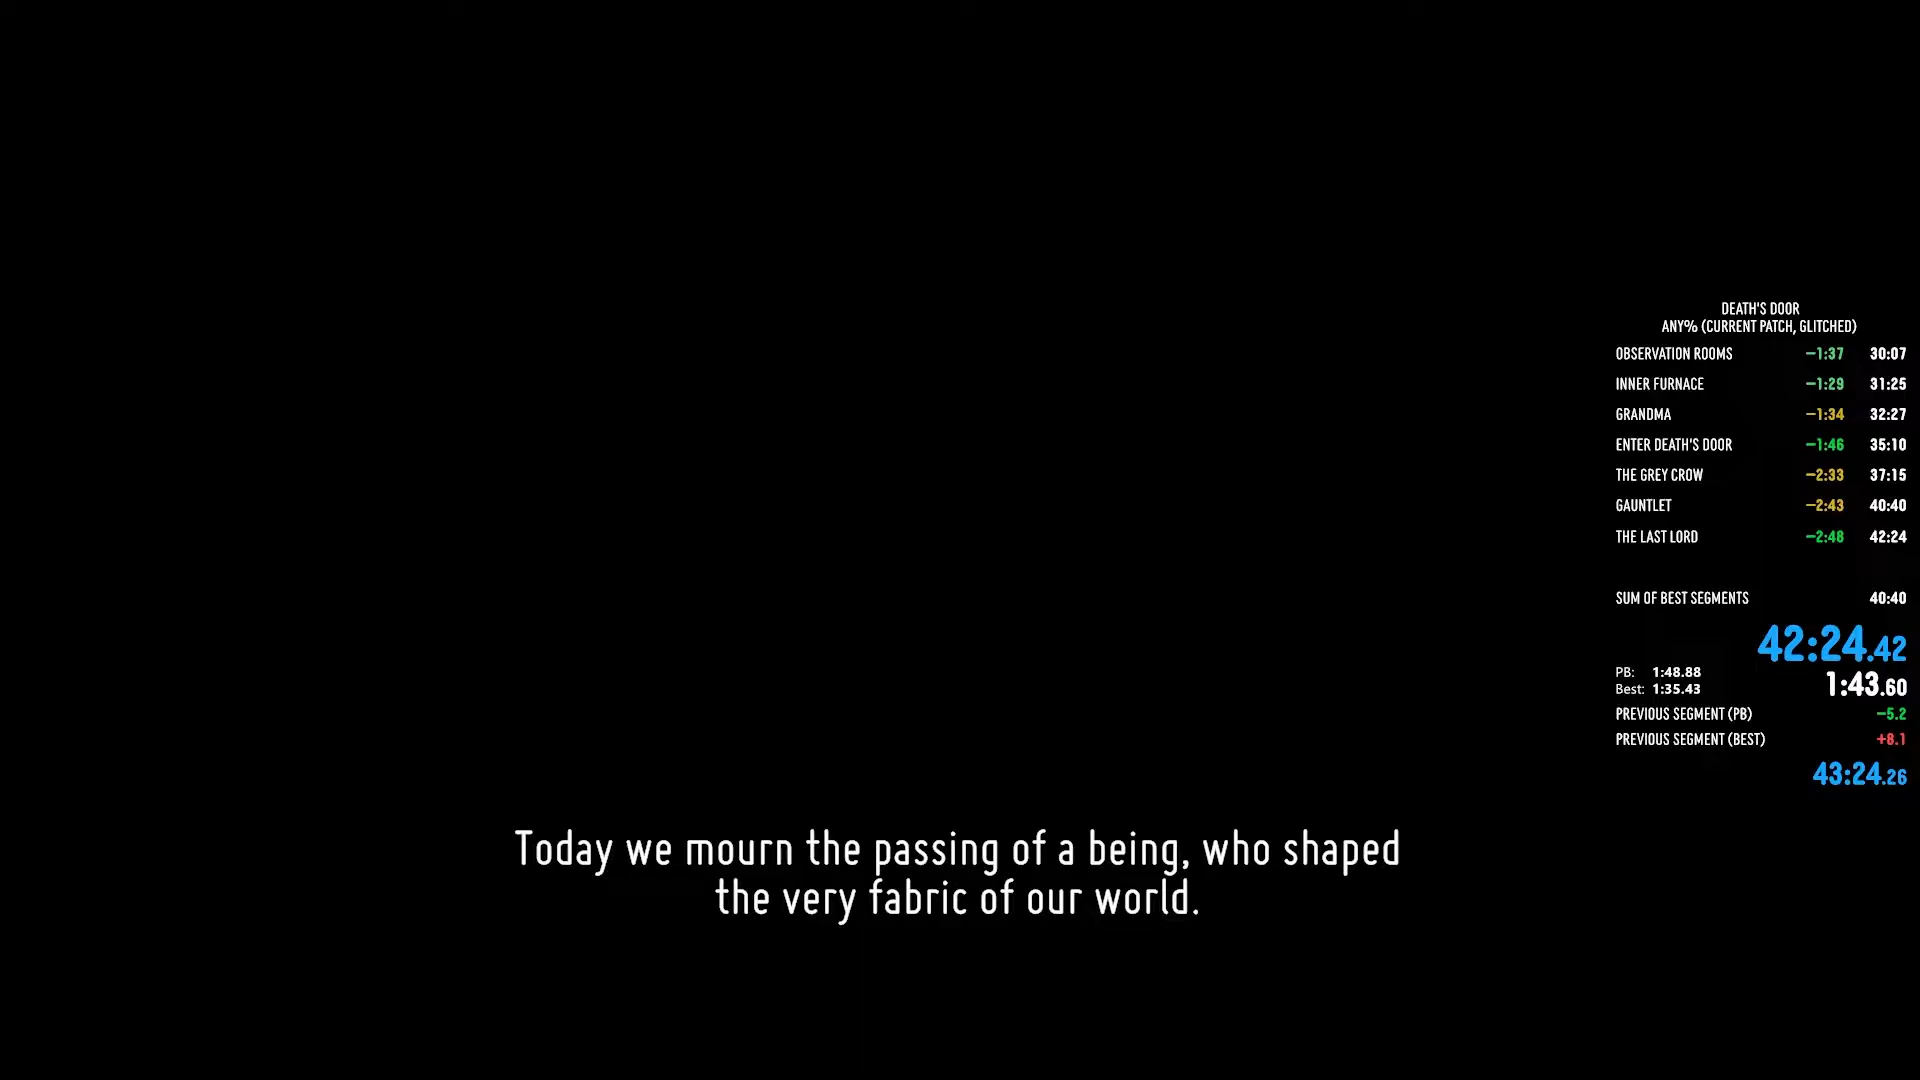 DEATH'S DOOR
ANY% (CURRENT PATCH, GLITCHED)
OBSERVATION ROOMS −1:37 30:07
INNER FURNACE −1:29 31:25
GRANDMA −1:34 32:27
ENTER DEATH'S DOOR −1:46 35:10
THE GREY CROW −2:33 37:15
GAUNTLET −2:43 40:40
THE LAST LORD −2:48 42:24
SUM OF BEST SEGMENTS 40:40
42:24.42
PB: 1:48.88
Best: 1:35.43
1:43.60
PREVIOUS SEGMENT (PB) −5.2
PREVIOUS SEGMENT (BEST) +8.1
43:24.26
Today we mourn the passing of a being, who shaped
the very fabric of our world.